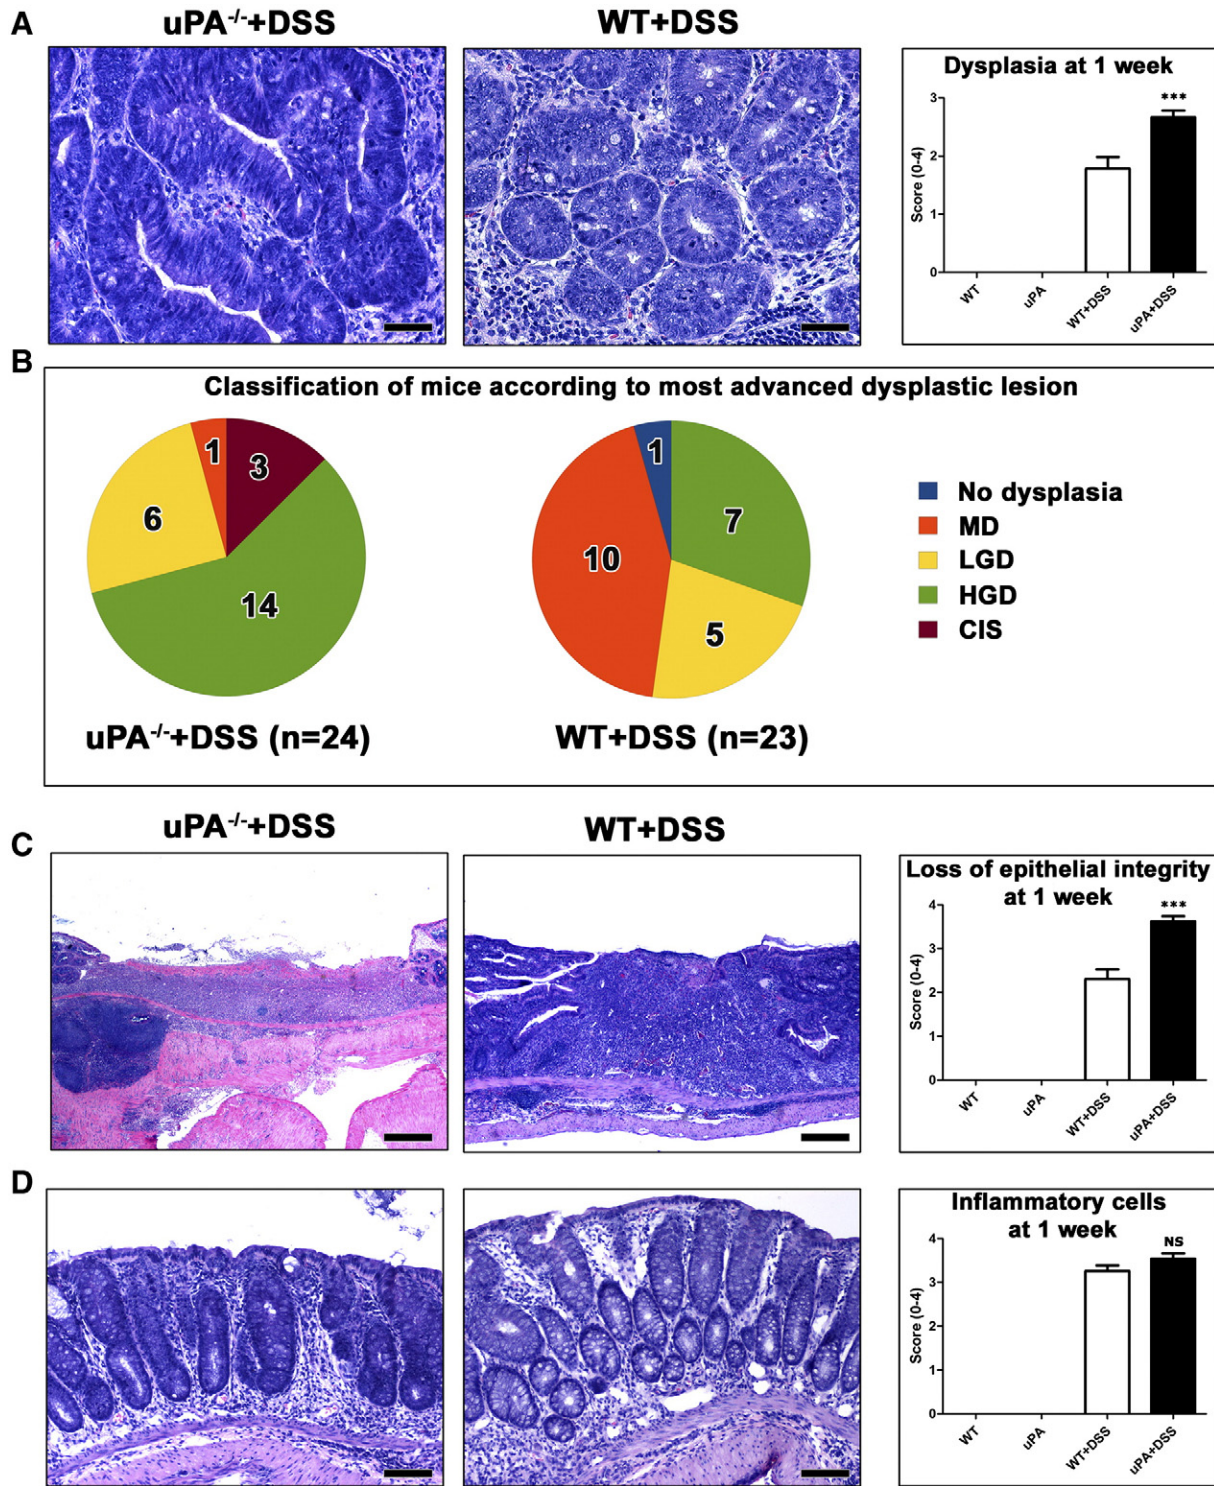 A
uPA-/-+DSS
WT+DSS
Dysplasia at 1 week
Score (0-4)
3
2
1
0
***
WT
uPA
WT+DSS
uPA+DSS
B
Classification of mice according to most advanced dysplastic lesion
1
3
6
14
1
7
10
5
No dysplasia
MD
LGD
HGD
CIS
uPA-/-+DSS (n=24)
WT+DSS (n=23)
C
uPA-/-+DSS
WT+DSS
Loss of epithelial integrity
at 1 week
Score (0-4)
4
3
2
1
0
***
WT
uPA
WT+DSS
uPA+DSS
D
Inflammatory cells
at 1 week
Score (0-4)
4
3
2
1
0
NS
WT
uPA
WT+DSS
uPA+DSS